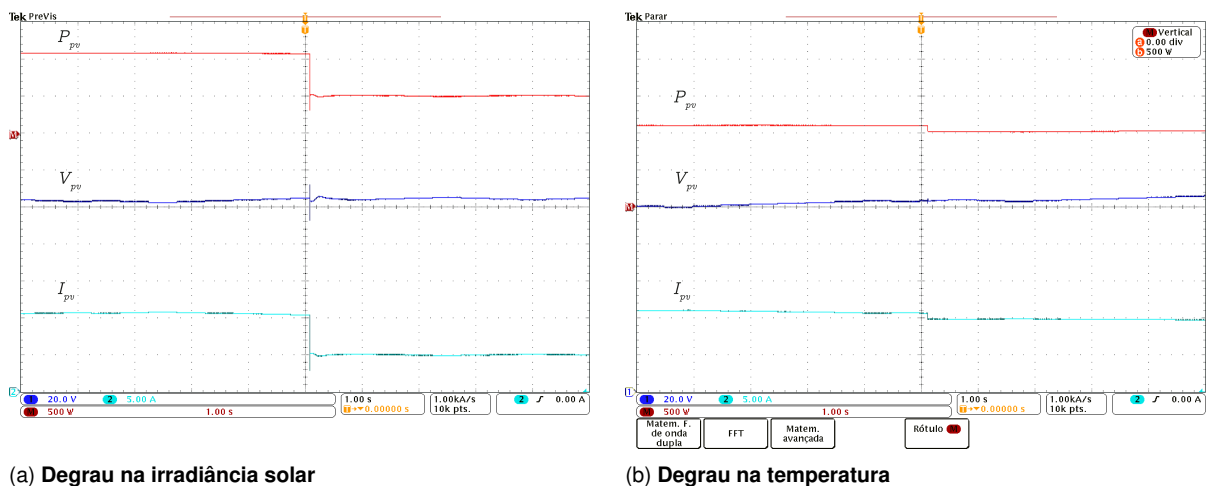 Tek PreVis
T
P_pv
M
V_pv
I_pv
2
1 20.0 V 2 5.00 A
M 500 W 1.00 s
1.00 s
T→▼0.00000 s
1.00kA/s
10k pts.
2 ƒ 0.00 A
(a) Degrau na irradiância solar
Tek Parar
T
M Vertical
a 0.00 div
b 500 W
P_pv
V_pv
M
I_pv
1
1 20.0 V 2 5.00 A
M 500 W 1.00 s
1.00 s
T→▼0.00000 s
1.00kA/s
10k pts.
2 ƒ 0.00 A
Matem. F.
de onda
dupla
FFT
Matem.
avançada
Rótulo M
(b) Degrau na temperatura